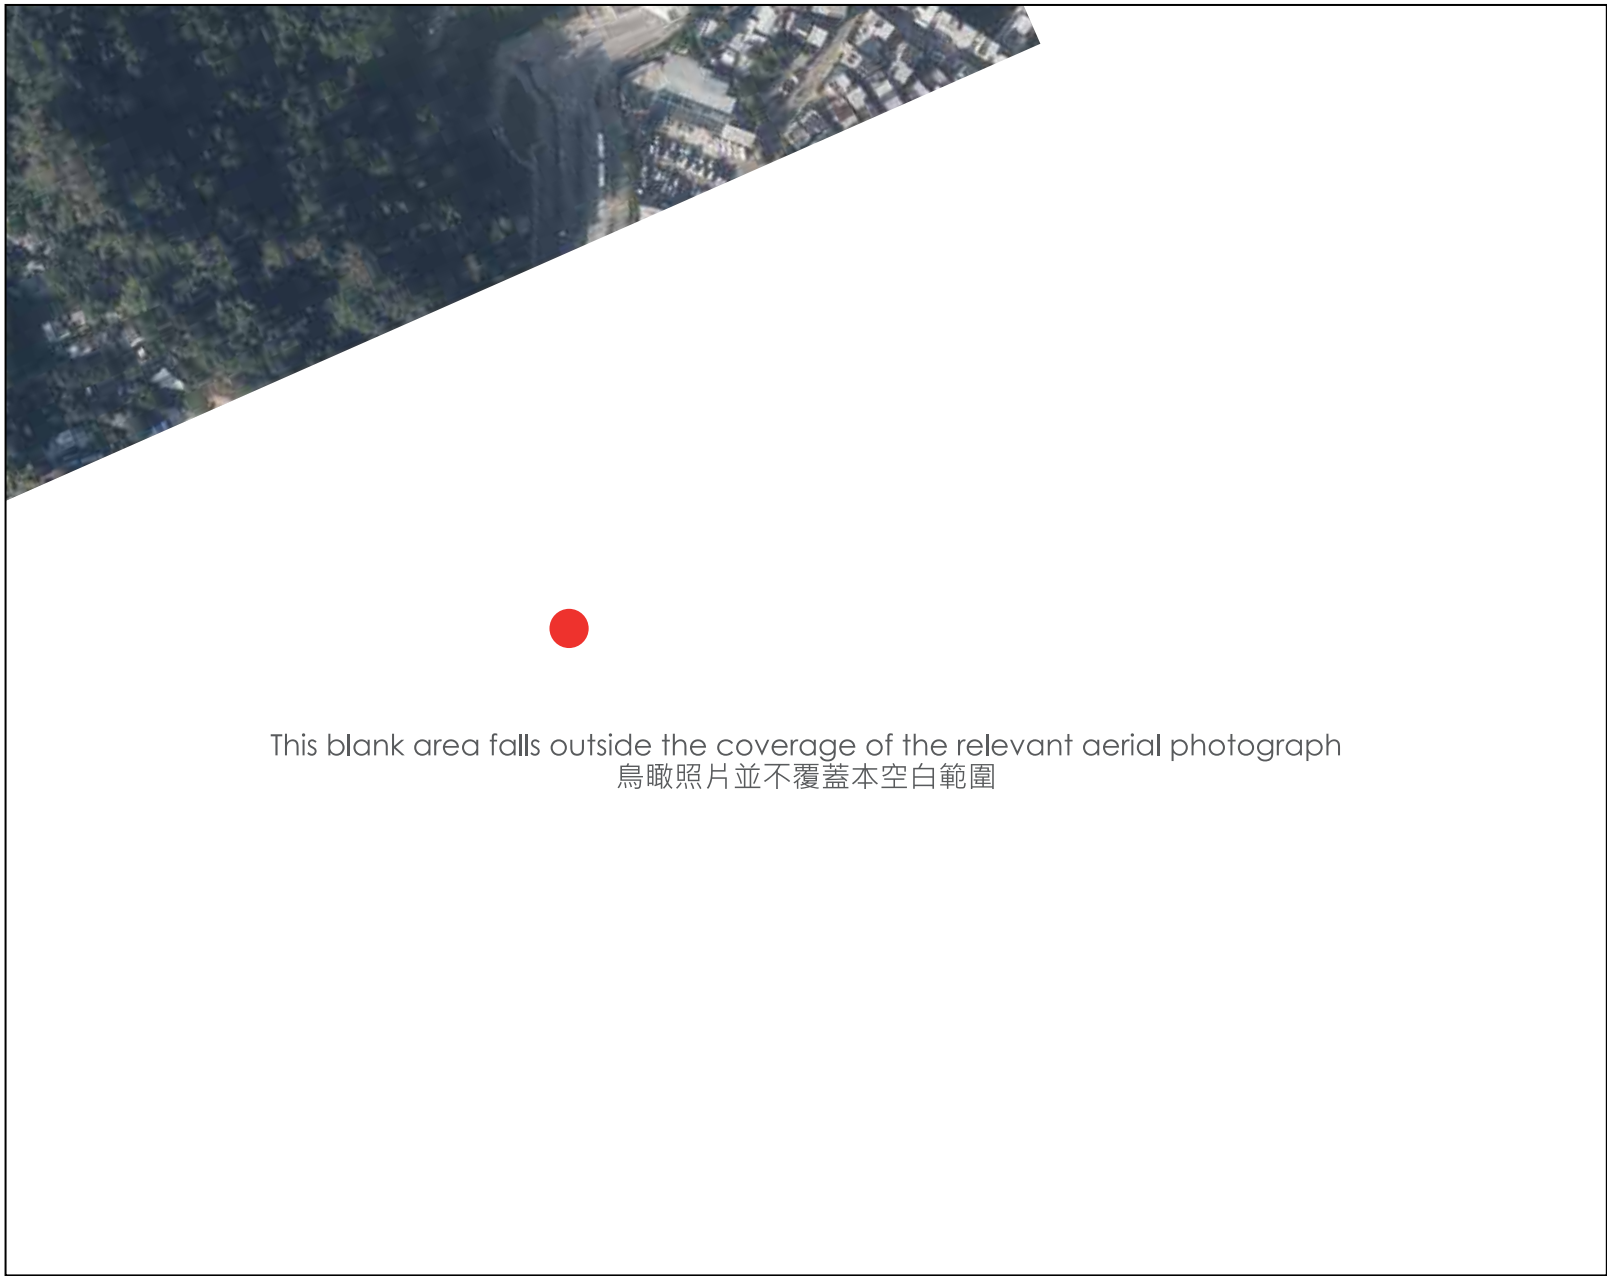 This blank area falls outside the coverage of the relevant aerial photograph
鳥瞰照片並不覆蓋本空白範圍